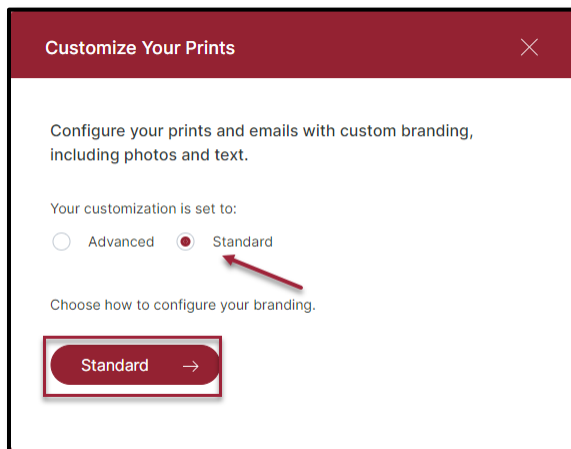 Customize Your Prints
Configure your prints and emails with custom branding,
including photos and text.
Your customization is set to:
Advanced Standard
Choose how to configure your branding.
Standard